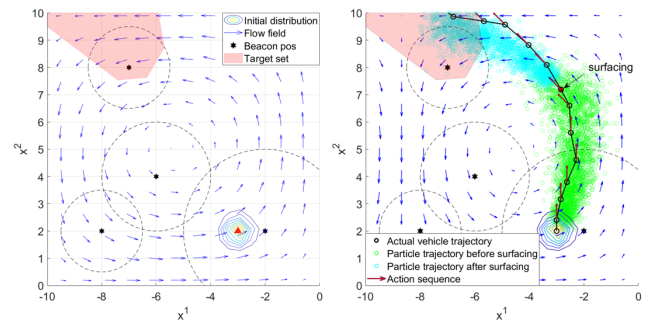 10
9
8
7
6
5
4
3
2
1
0
x²
-10
-8
-6
-4
-2
0
x¹
Initial distribution
Flow field
Beacon pos
Target set
10
9
8
7
6
5
4
3
2
1
0
x²
-10
-8
-6
-4
-2
0
x¹
surfacing
Actual vehicle trajectory
Particle trajectory before surfacing
Particle trajectory after surfacing
Action sequence